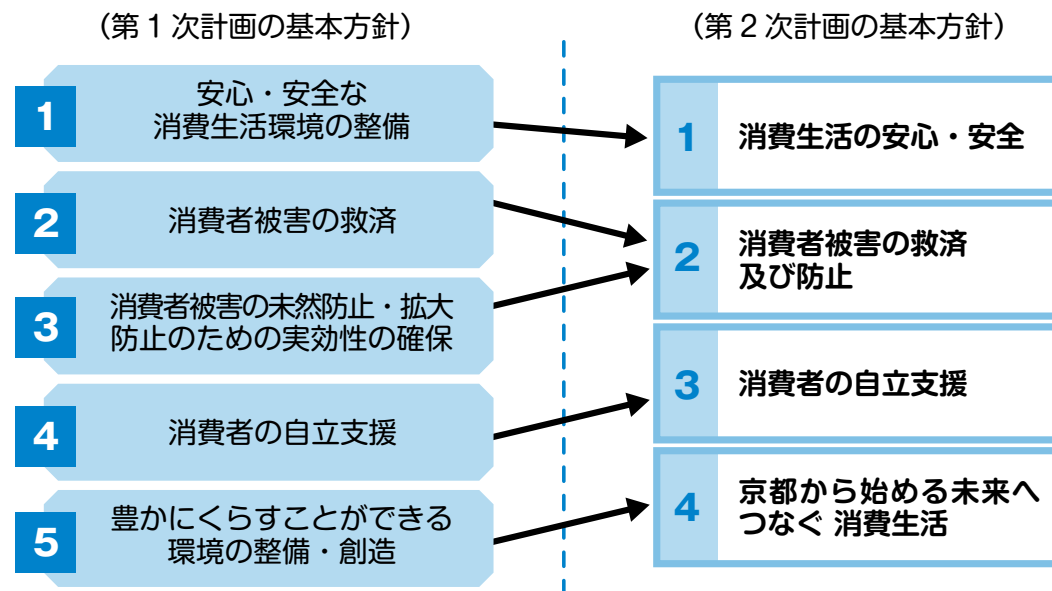 (第1次計画の基本方針)
1
安心・安全な
消費生活環境の整備
2
消費者被害の救済
3
消費者被害の未然防止・拡大
防止のための実効性の確保
4
消費者の自立支援
5
豊かにくらすことができる
環境の整備・創造
(第2次計画の基本方針)
1
消費生活の安心・安全
2
消費者被害の救済
及び防止
3
消費者の自立支援
4
京都から始める未来へ
つなぐ 消費生活